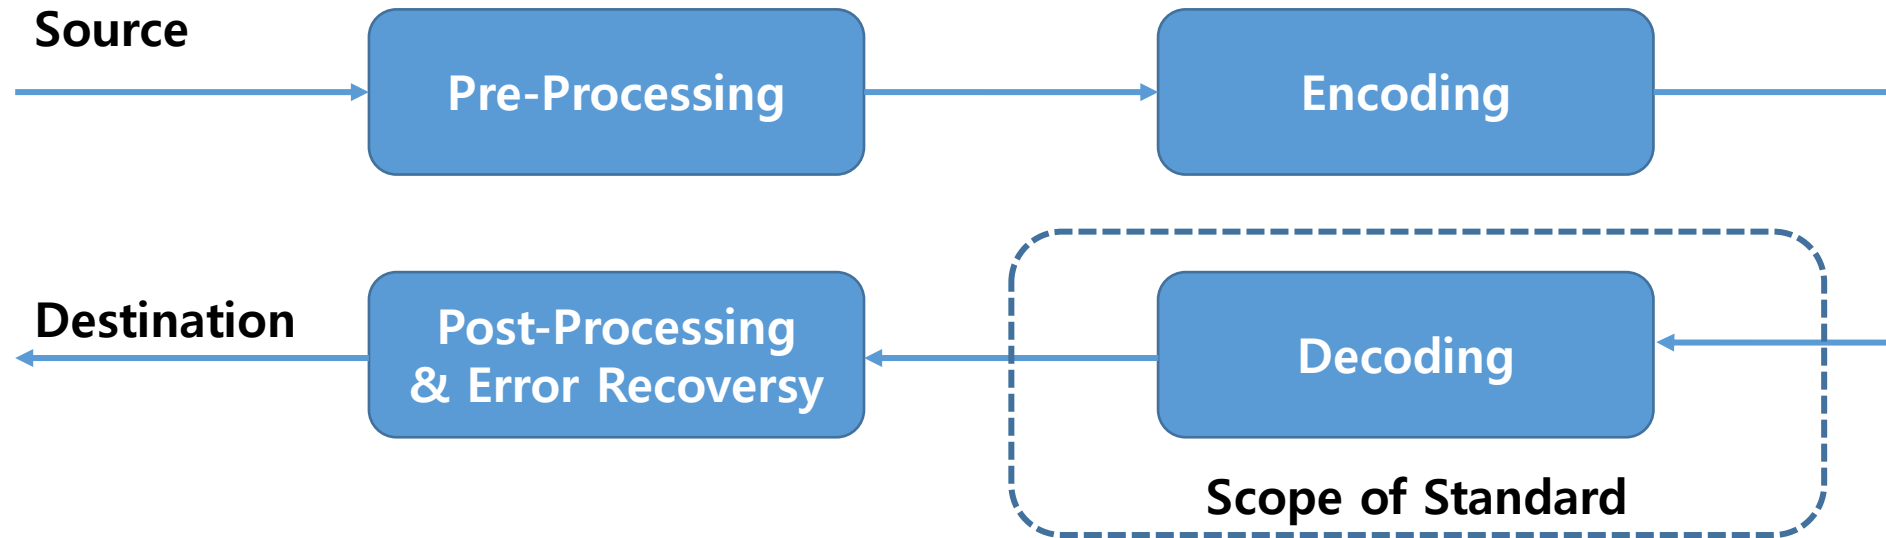 Source
Pre-Processing
Encoding
Destination
Post-Processing
& Error Recoversy
Decoding
Scope of Standard